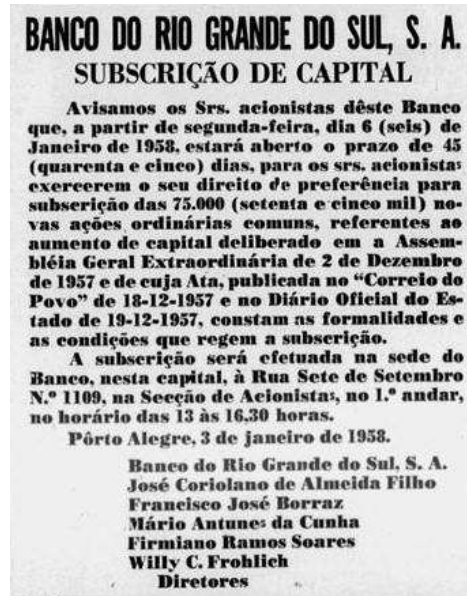 BANCO DO RIO GRANDE DO SUL, S. A.
SUBSCRIÇÃO DE CAPITAL
Avisamos os Srs. acionistas dêste Banco
que, a partir de segunda-feira, dia 6 (seis) de
Janeiro de 1958, estará aberto o prazo de 45
(quarenta e cinco) dias, para os srs. acionistas
exercerem o seu direito de preferência para
subscrição das 75.000 (setenta e cinco mil) no-
vas ações ordinárias comuns, referentes ao
aumento de capital deliberado em a Assem-
bléia Geral Extraordinária de 2 de Dezembro
de 1957 e de cuja Ata, publicada no "Correio do
Povo" de 18-12-1957 e no Diário Oficial do Es-
tado de 19-12-1957, constam as formalidades e
as condições que regem a subscrição.
A subscrição será efetuada na sede do
Banco, nesta capital, à Rua Sete de Setembro
N.º 1109, na Secção de Acionistas, no 1.º andar,
no horário das 13 às 16,30 horas.
Pôrto Alegre, 3 de janeiro de 1958.
Banco do Rio Grande do Sul, S. A.
José Coriolano de Almeida Filho
Francisco José Borraz
Mário Antunes da Cunha
Firmiano Ramos Soares
Willy C. Frohlich
Diretores